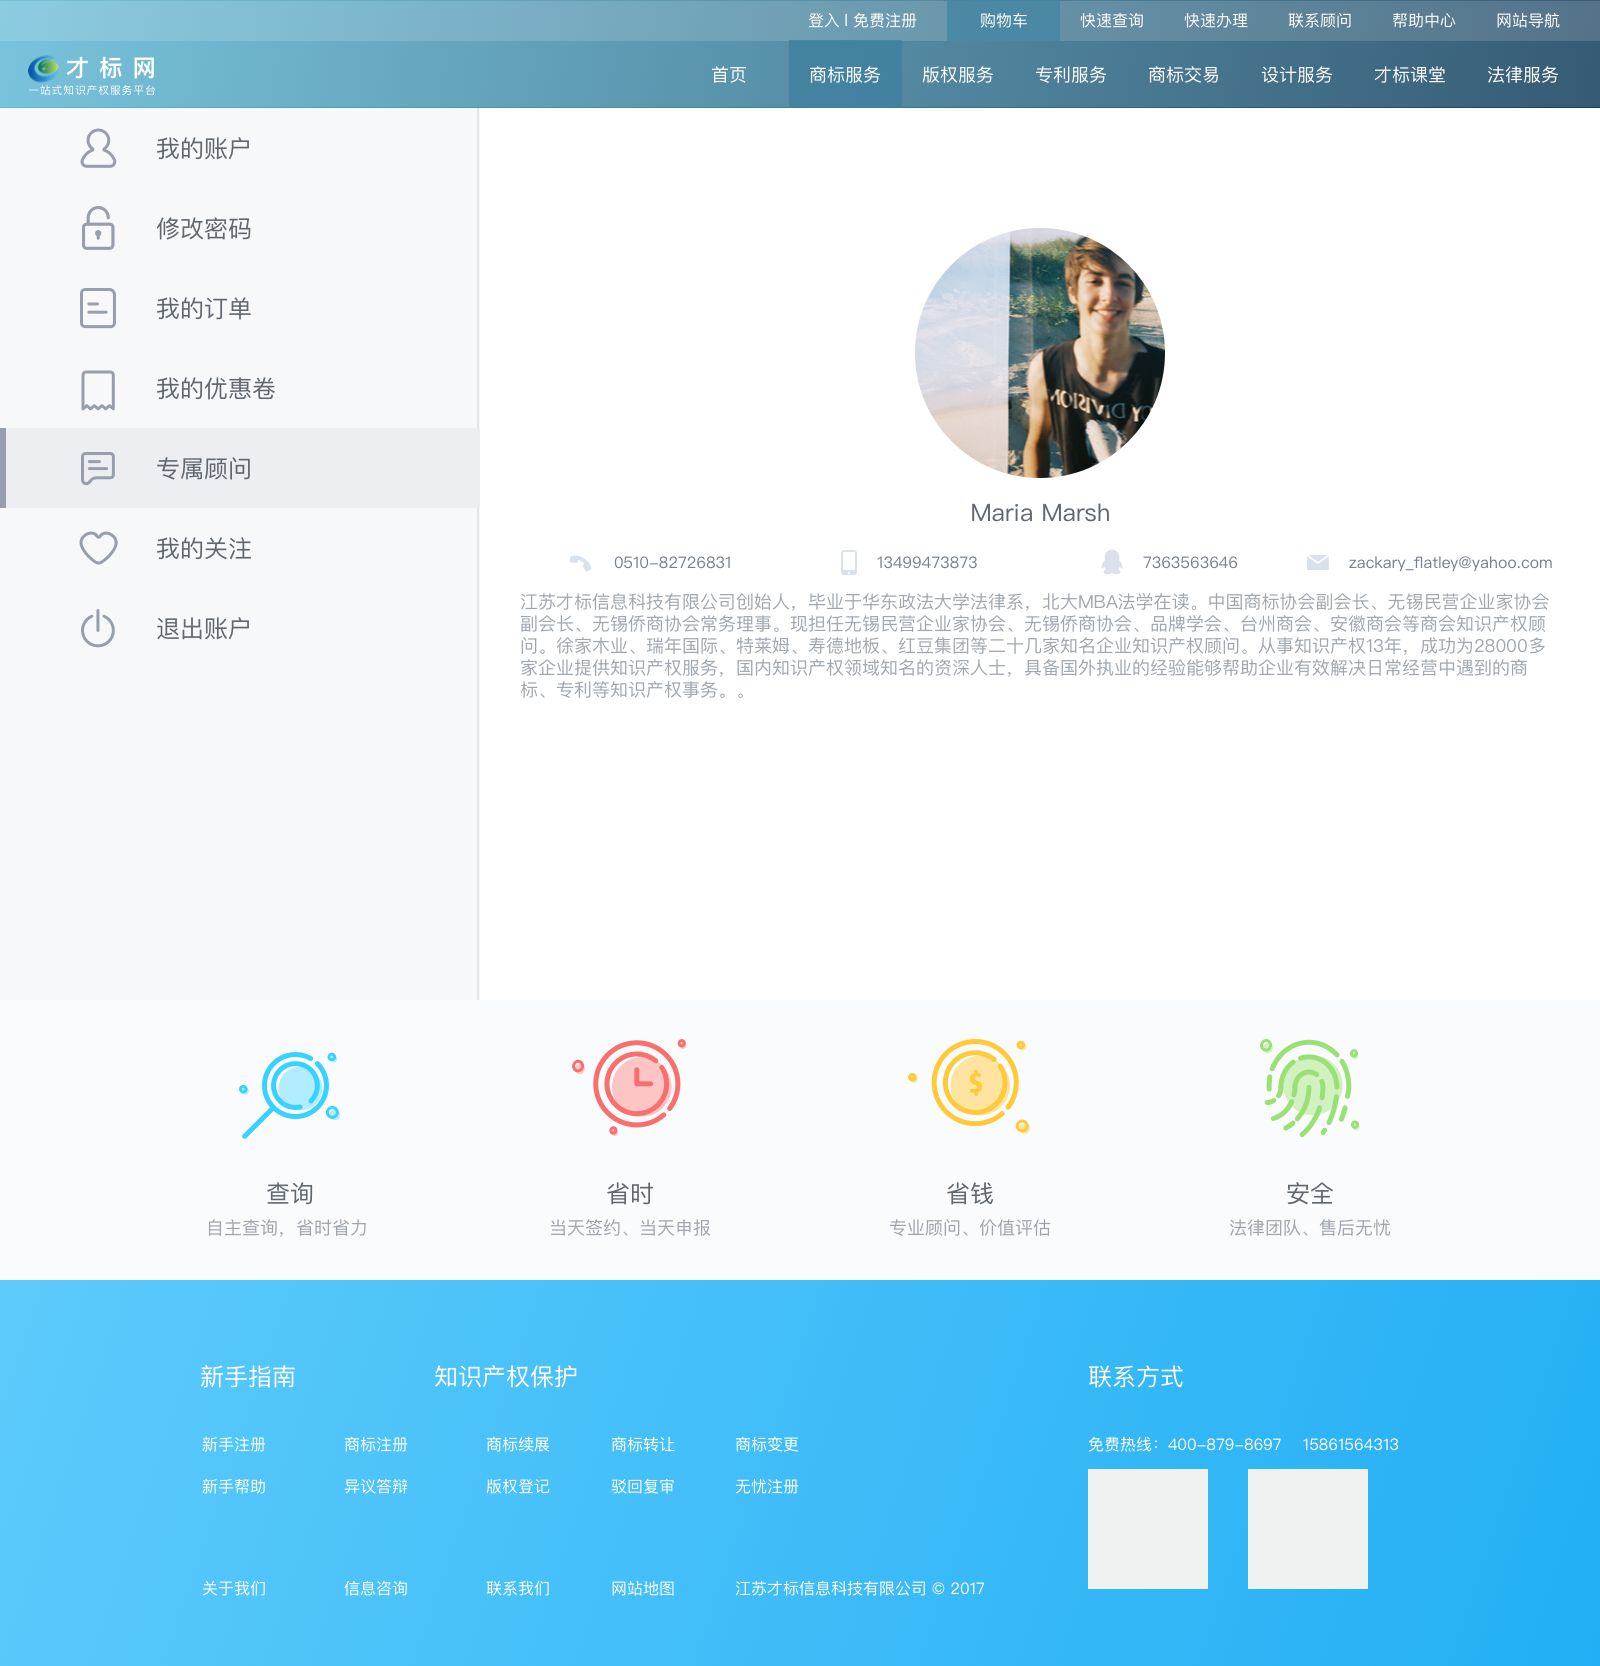 登入 | 免费注册 购物车 快速查询 快速办理 联系顾问 帮助中心 网站导航
才标网
一站式知识产权服务平台
首页 商标服务 版权服务 专利服务 商标交易 设计服务 才标课堂 法律服务
我的账户
修改密码
我的订单
我的优惠卷
专属顾问
我的关注
退出账户
Maria Marsh
0510-82726831 13499473873 7363563646 zackary_flatley@yahoo.com
江苏才标信息科技有限公司创始人，毕业于华东政法大学法律系，北大MBA法学在读。中国商标协会副会长、无锡民营企业家协会
副会长、无锡侨商协会常务理事。现担任无锡民营企业家协会、无锡侨商协会、品牌学会、台州商会、安徽商会等商会知识产权顾
问。徐家木业、瑞年国际、特莱姆、寿德地板、红豆集团等二十几家知名企业知识产权顾问。从事知识产权13年，成功为28000多
家企业提供知识产权服务，国内知识产权领域知名的资深人士，具备国外执业的经验能够帮助企业有效解决日常经营中遇到的商
标、专利等知识产权事务。。
查询 省时 省钱 安全
自主查询，省时省力 当天签约、当天申报 专业顾问、价值评估 法律团队、售后无忧
新手指南 知识产权保护 联系方式
新手注册 商标注册 商标续展 商标转让 商标变更 免费热线：400-879-8697 15861564313
新手帮助 异议答辩 版权登记 驳回复审 无忧注册
关于我们 信息咨询 联系我们 网站地图 江苏才标信息科技有限公司 © 2017